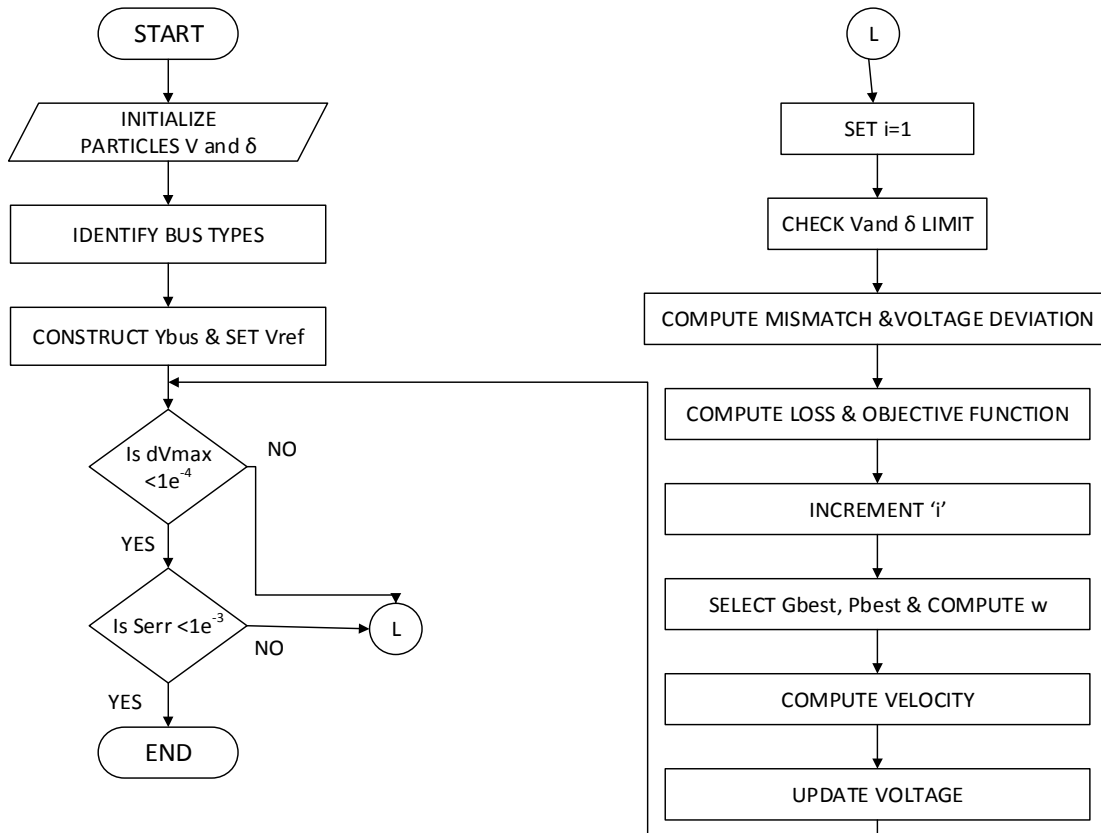 START
INITIALIZE
PARTICLES V and δ
IDENTIFY BUS TYPES
CONSTRUCT Ybus & SET Vref
Is dVmax
<1e⁻⁴
NO
YES
Is Serr <1e⁻³
NO
L
YES
END
L
SET i=1
CHECK Vand δ LIMIT
COMPUTE MISMATCH &VOLTAGE DEVIATION
COMPUTE LOSS & OBJECTIVE FUNCTION
INCREMENT ‘i’
SELECT Gbest, Pbest & COMPUTE w
COMPUTE VELOCITY
UPDATE VOLTAGE